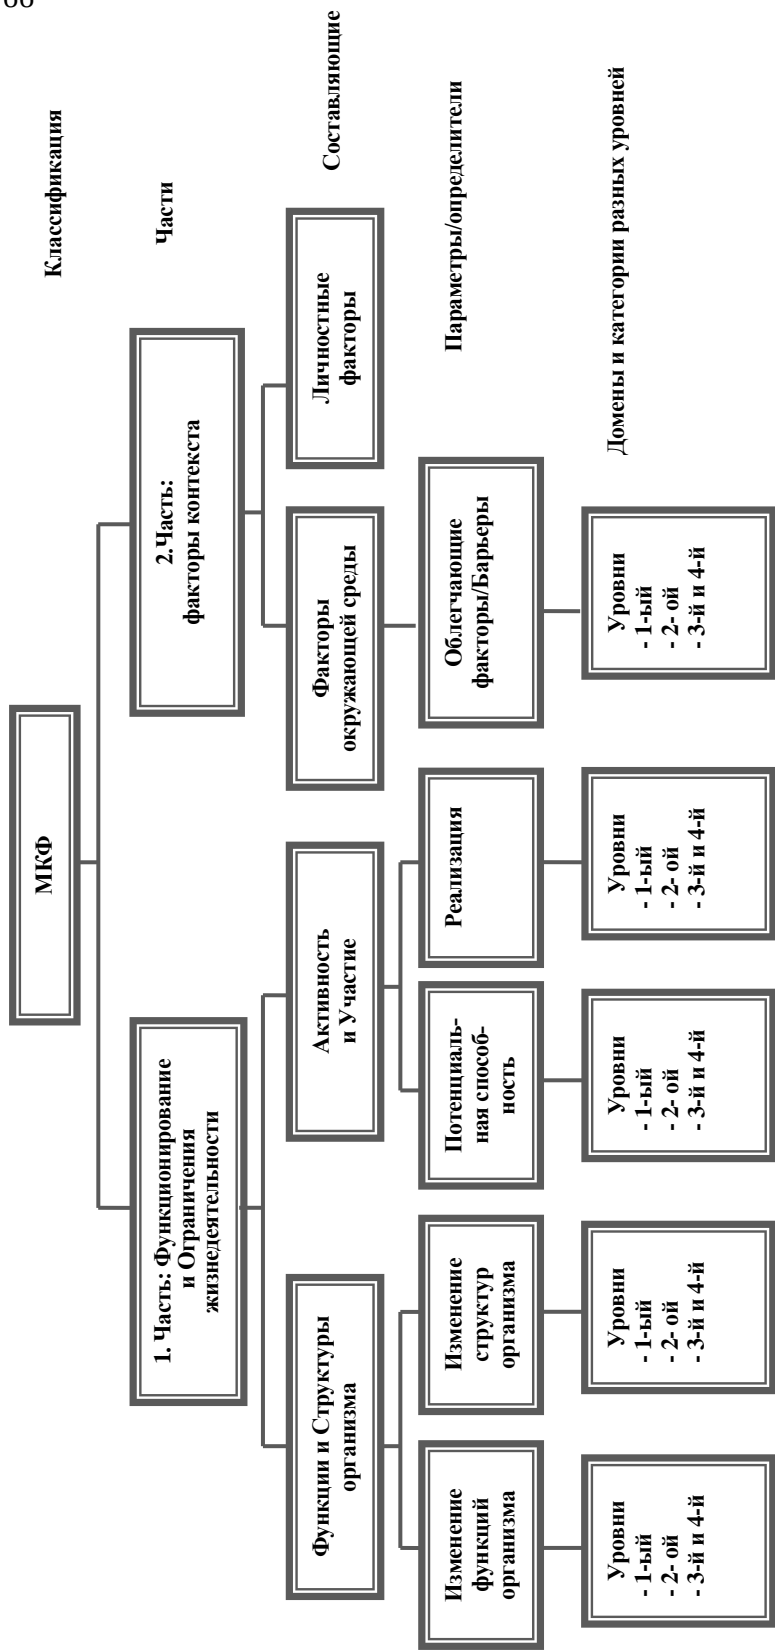 МКФ
Классификация
1. Часть: Функционирование
и Ограничения
жизнедеятельности
2.Часть:
факторы контекста
Части
Функции и Структуры
организма
Активность
и Участие
Факторы
окружающей среды
Личностные
факторы
Составляющие
Изменение
функций
организма
Изменение
структур
организма
Потенциаль-
ная способ-
ность
Реализация
Облегчающие
факторы/Барьеры
Параметры/определители
Уровни
- 1-ый
- 2- ой
- 3-й и 4-й
Уровни
- 1-ый
- 2- ой
- 3-й и 4-й
Уровни
- 1-ый
- 2- ой
- 3-й и 4-й
Уровни
- 1-ый
- 2- ой
- 3-й и 4-й
Уровни
- 1-ый
- 2- ой
- 3-й и 4-й
Домены и категории разных уровней